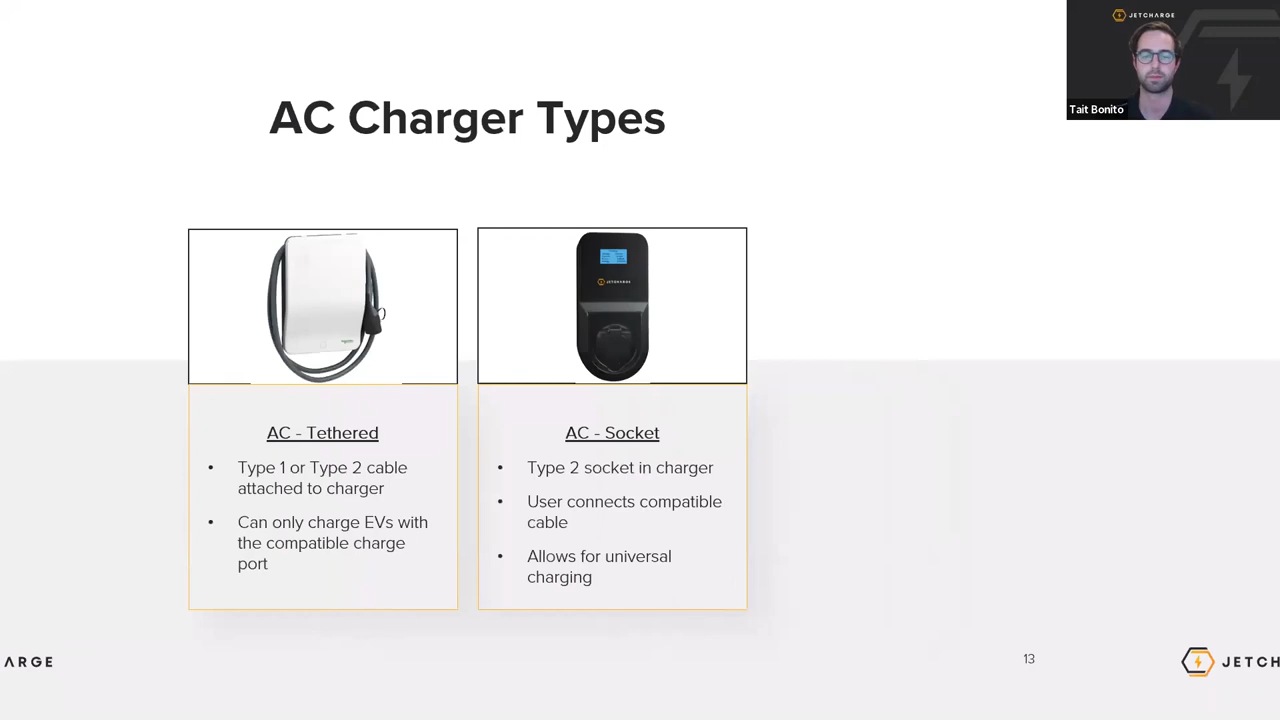 JETCHARGE
Tait Bonito
AC Charger Types
JETCHARGE
AC - Tethered
• Type 1 or Type 2 cable
attached to charger
• Can only charge EVs with
the compatible charge
port
AC - Socket
• Type 2 socket in charger
• User connects compatible
cable
• Allows for universal
charging
ARGE
13
JETCH